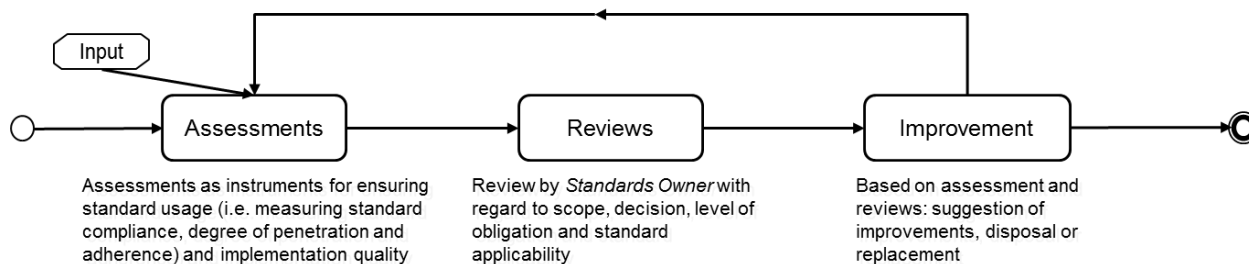 Input
Assessments
Reviews
Improvement
Assessments as instruments for ensuring
standard usage (i.e. measuring standard
compliance, degree of penetration and
adherence) and implementation quality
Review by Standards Owner with
regard to scope, decision, level of
obligation and standard
applicability
Based on assessment and
reviews: suggestion of
improvements, disposal or
replacement